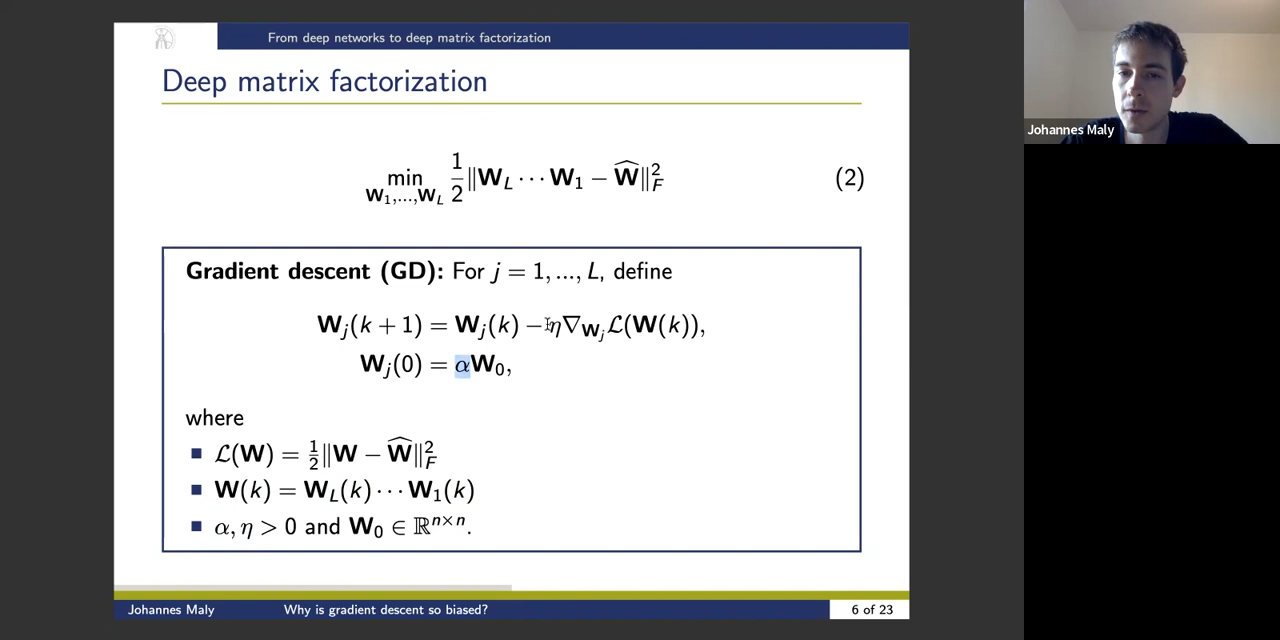 From deep networks to deep matrix factorization
Deep matrix factorization
min_{W_1,...,W_L} 1/2 ‖W_L ⋯ W_1 − Ŵ‖_F^2 (2)
Gradient descent (GD): For j = 1, ..., L, define
W_j(k + 1) = W_j(k) − η∇_{W_j} ℒ(W(k)),
W_j(0) = αW_0,
where
■ ℒ(W) = 1/2 ‖W − Ŵ‖_F^2
■ W(k) = W_L(k) ⋯ W_1(k)
■ α, η > 0 and W_0 ∈ ℝ^{n×n}.
Johannes Maly Why is gradient descent so biased? 6 of 23
Johannes Maly